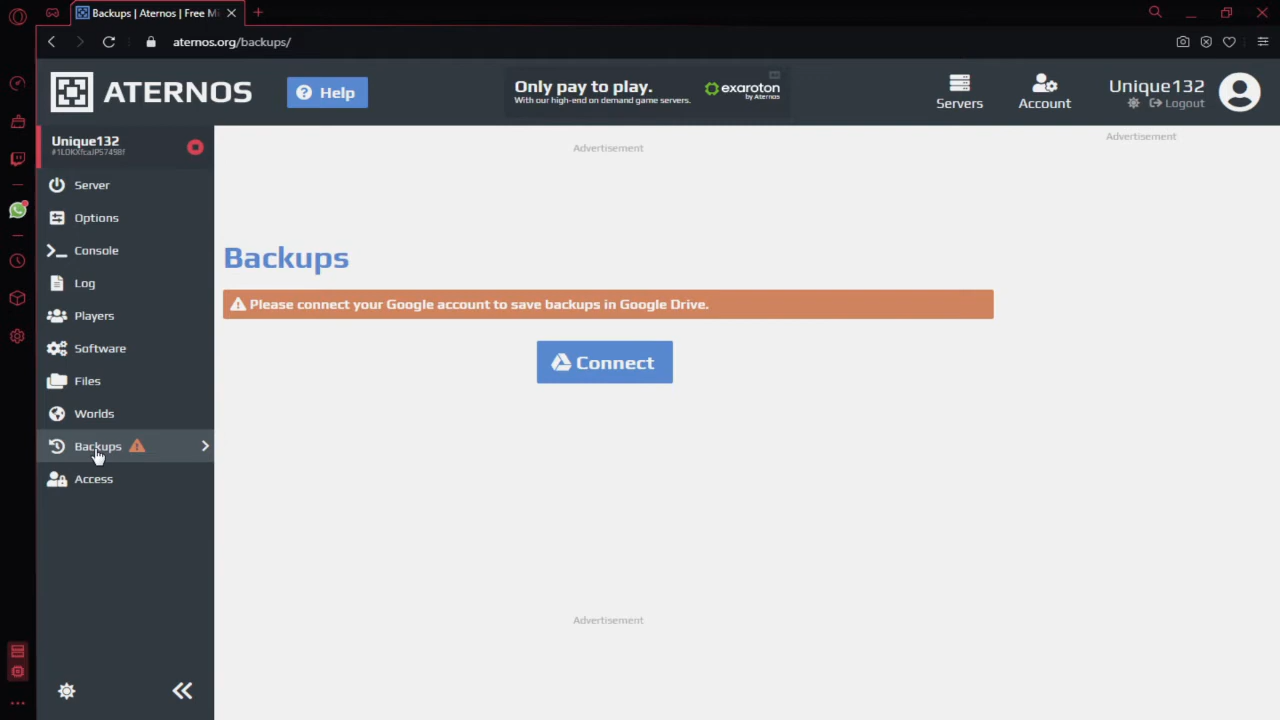 Backups | Aternos | Free Mi
aternos.org/backups/
ATERNOS
Help
Only pay to play.
With our high-end on demand game servers.
exaroton
by Aternos
Servers
Account
Unique132
Logout
Unique132
Advertisement
Advertisement
Server
Options
Console
Log
Players
Software
Files
Worlds
Backups
Access
Backups
Please connect your Google account to save backups in Google Drive.
Connect
Advertisement